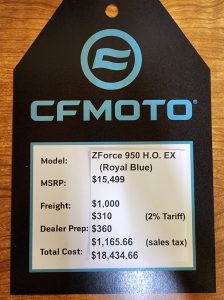 CFMOTO®
Model: ZForce 950 H.O. EX
(Royal Blue)
MSRP: $15,499
Freight: $1,000
$310 (2% Tariff)
Dealer Prep: $360
$1,165.66 (sales tax)
Total Cost: $18,434.66